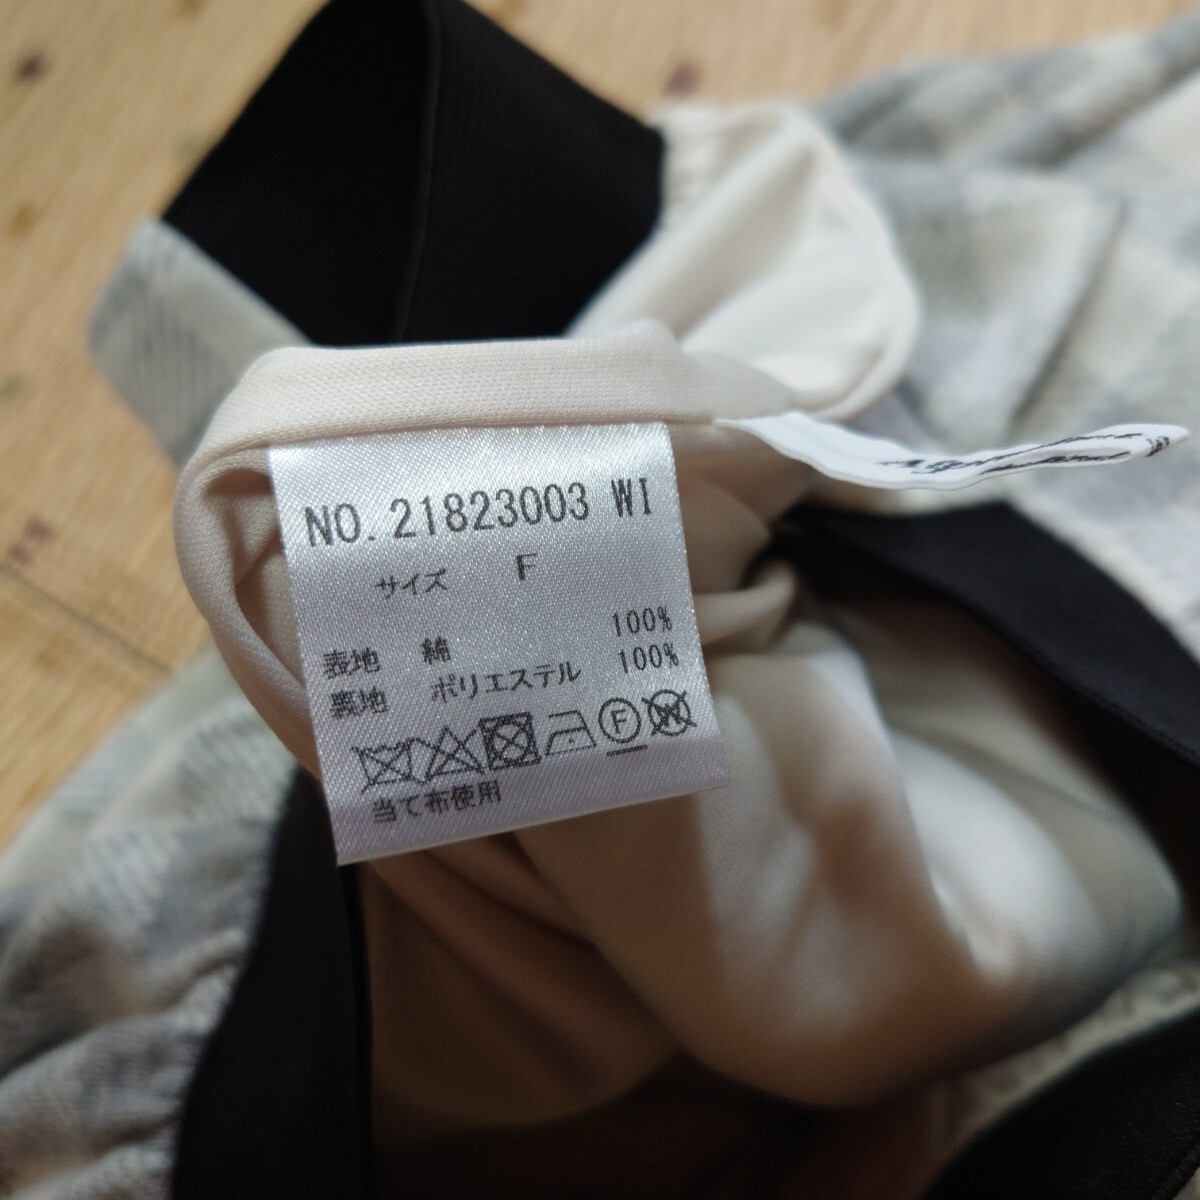 NO. 21823003 WI
サイズ F
表地 綿 100%
裏地 ポリエステル 100%
F W
当て布使用